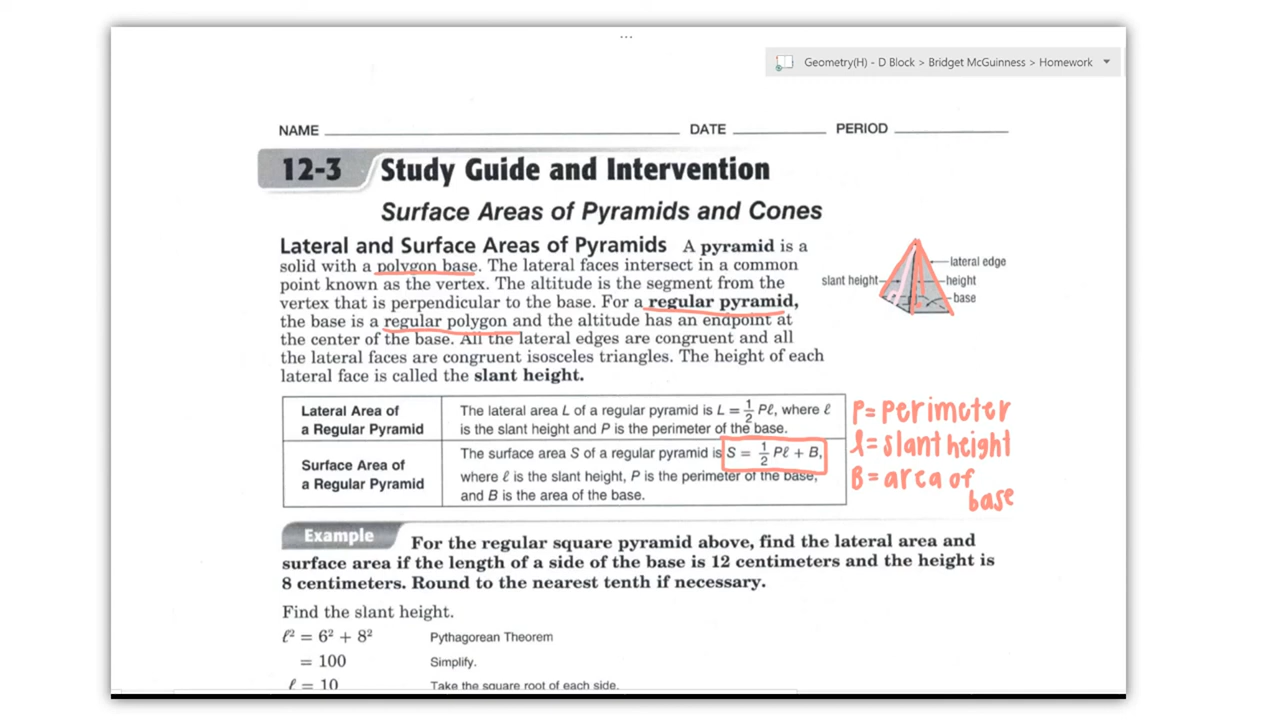 ...
Geometry(H) - D Block > Bridget McGuinness > Homework
NAME ______ DATE ______ PERIOD ______
12-3 Study Guide and Intervention
Surface Areas of Pyramids and Cones
Lateral and Surface Areas of Pyramids A pyramid is a
solid with a polygon base. The lateral faces intersect in a common
point known as the vertex. The altitude is the segment from the
vertex that is perpendicular to the base. For a regular pyramid,
the base is a regular polygon and the altitude has an endpoint at
the center of the base. All the lateral edges are congruent and all
the lateral faces are congruent isosceles triangles. The height of each
lateral face is called the slant height.
lateral edge
slant height
height
base
Lateral Area of
a Regular Pyramid
The lateral area L of a regular pyramid is L = 1/2 Pℓ, where ℓ
is the slant height and P is the perimeter of the base.
Surface Area of
a Regular Pyramid
The surface area S of a regular pyramid is S = 1/2 Pℓ + B,
where ℓ is the slant height, P is the perimeter of the base,
and B is the area of the base.
P = perimeter
l = slant height
B = area of
base
Example For the regular square pyramid above, find the lateral area and
surface area if the length of a side of the base is 12 centimeters and the height is
8 centimeters. Round to the nearest tenth if necessary.
Find the slant height.
ℓ² = 6² + 8² Pythagorean Theorem
= 100 Simplify.
ℓ = 10 Take the square root of each side.